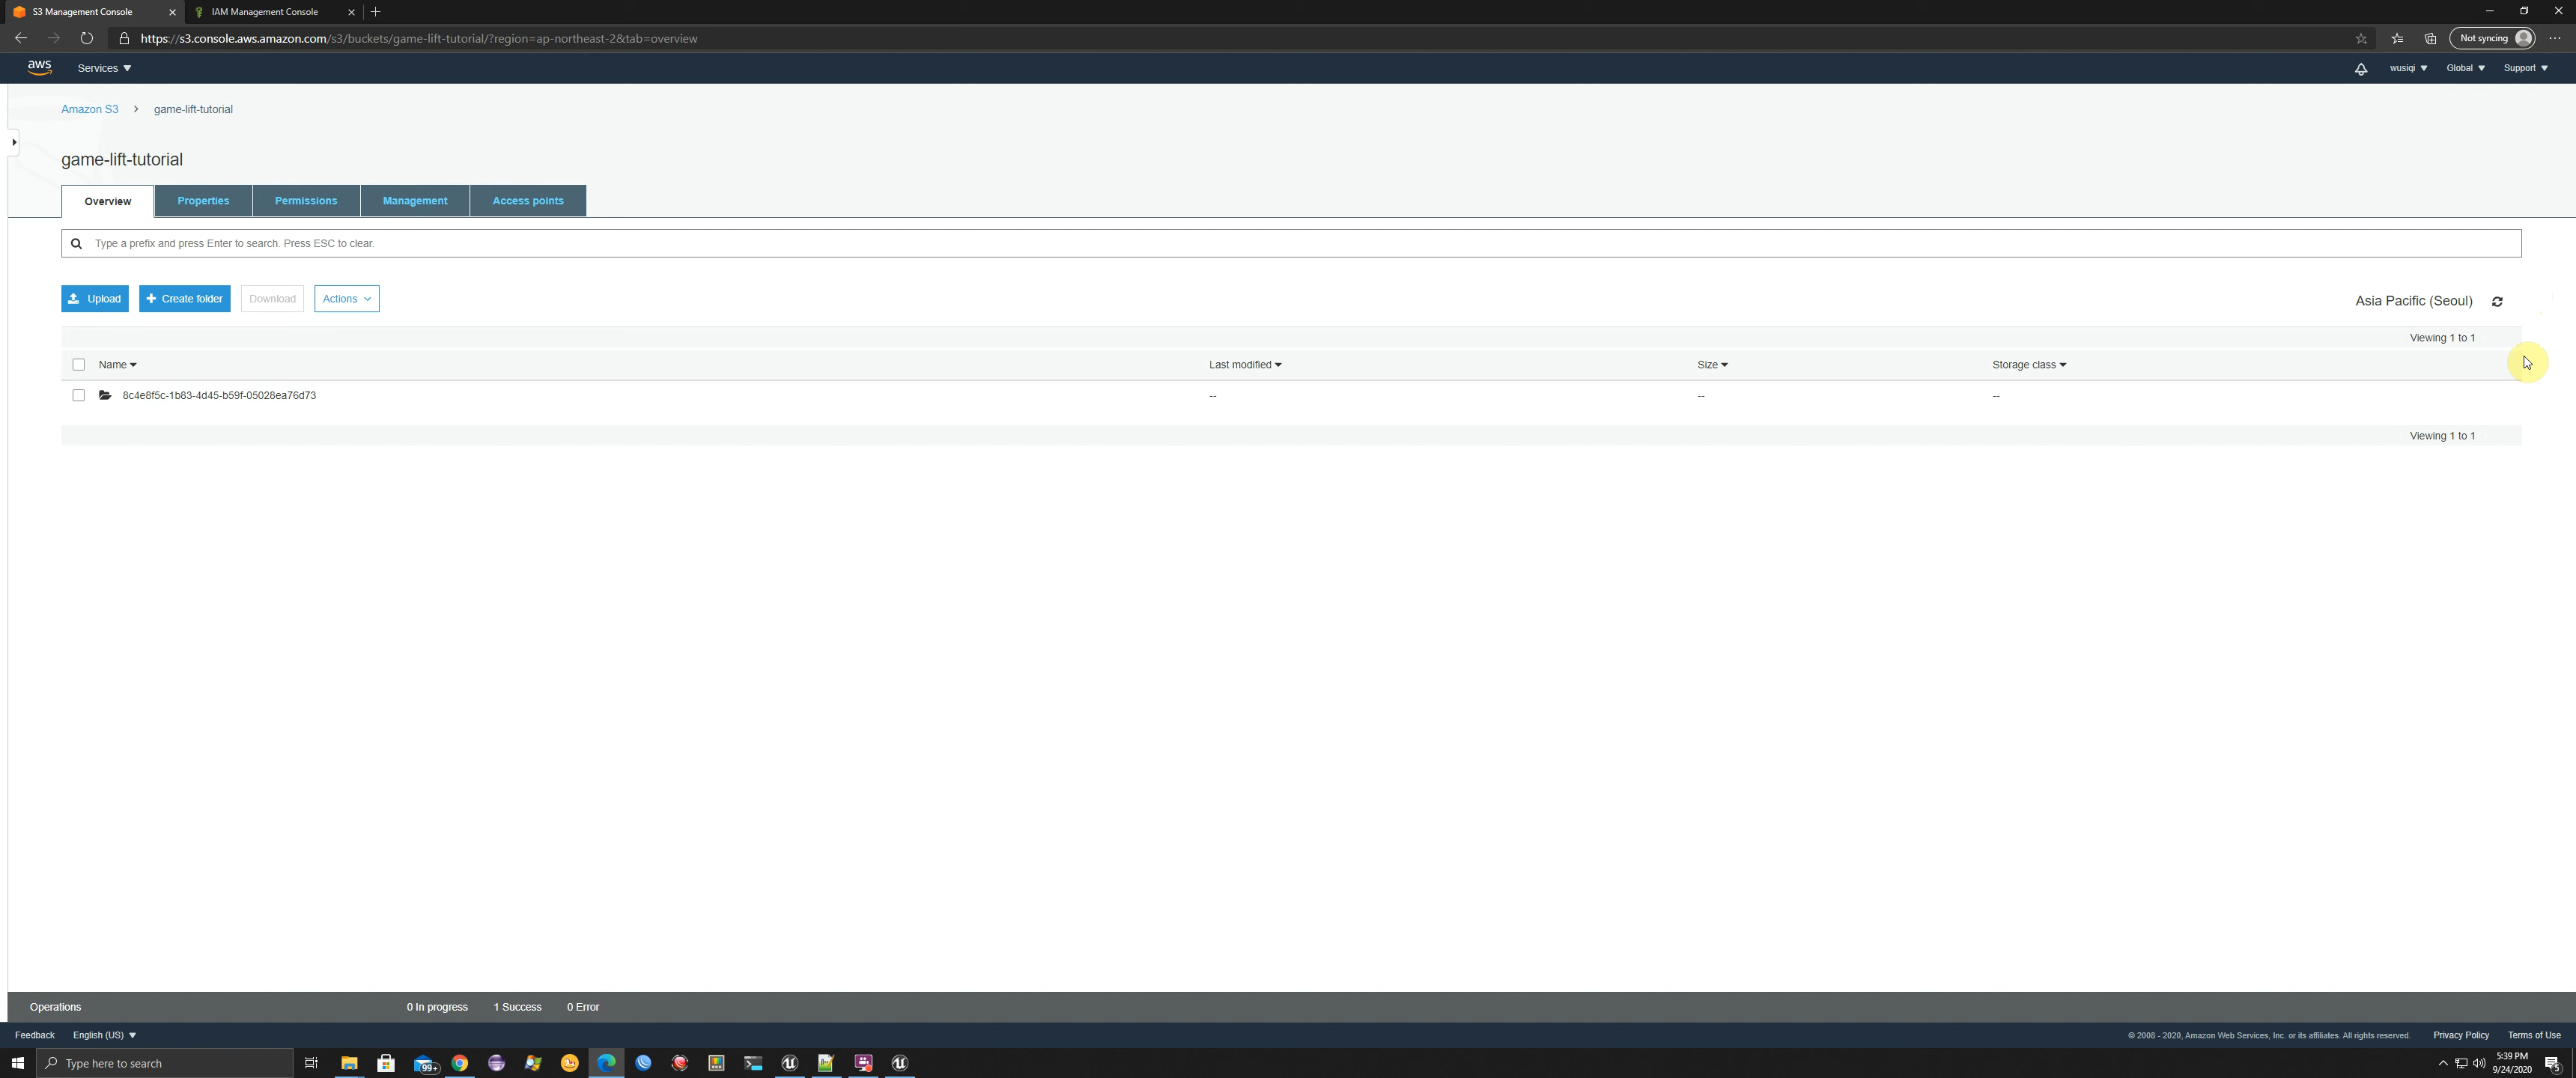 S3 Management Console
IAM Management Console
https://s3.console.aws.amazon.com/s3/buckets/game-lift-tutorial/?region=ap-northeast-2&tab=overview
Not syncing
aws Services wusiqi Global Support
Amazon S3 > game-lift-tutorial
game-lift-tutorial
Overview Properties Permissions Management Access points
Type a prefix and press Enter to search. Press ESC to clear.
Upload + Create folder Download Actions Asia Pacific (Seoul)
Viewing 1 to 1
Name Last modified Size Storage class
8c4e8f5c-1b83-4d45-b59f-05028ea76d73 -- -- --
Viewing 1 to 1
Operations 0 In progress 1 Success 0 Error
Feedback English (US) © 2008 - 2020, Amazon Web Services, Inc. or its affiliates. All rights reserved. Privacy Policy Terms of Use
Type here to search 99+ 5:39 PM
9/24/2020 5